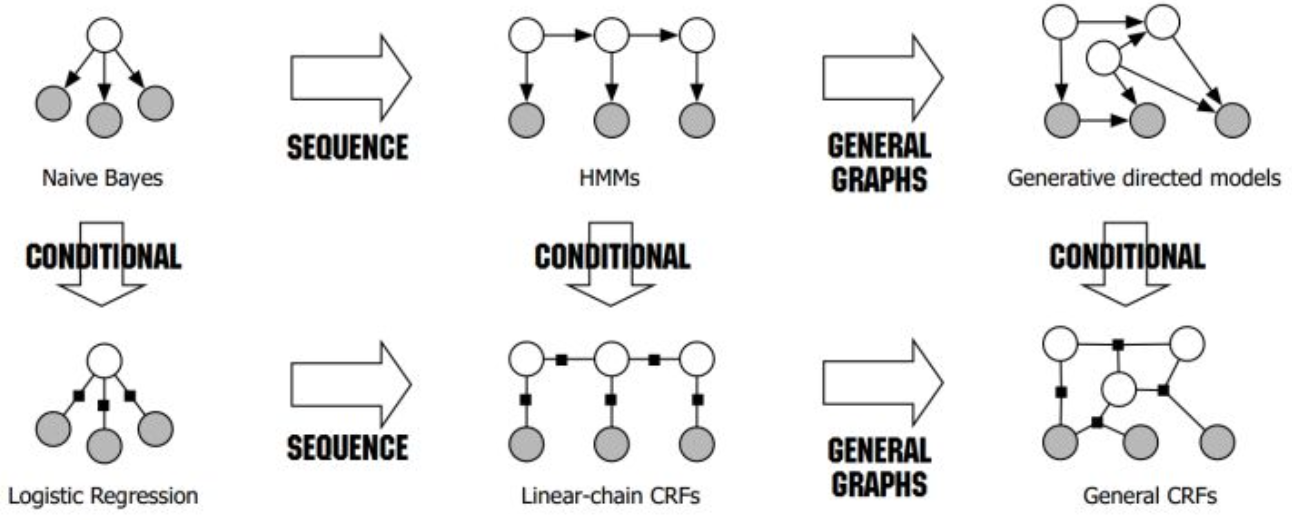 SEQUENCE
GENERAL
GRAPHS
Naive Bayes
HMMs
Generative directed models
CONDITIONAL
CONDITIONAL
CONDITIONAL
SEQUENCE
GENERAL
GRAPHS
Logistic Regression
Linear-chain CRFs
General CRFs